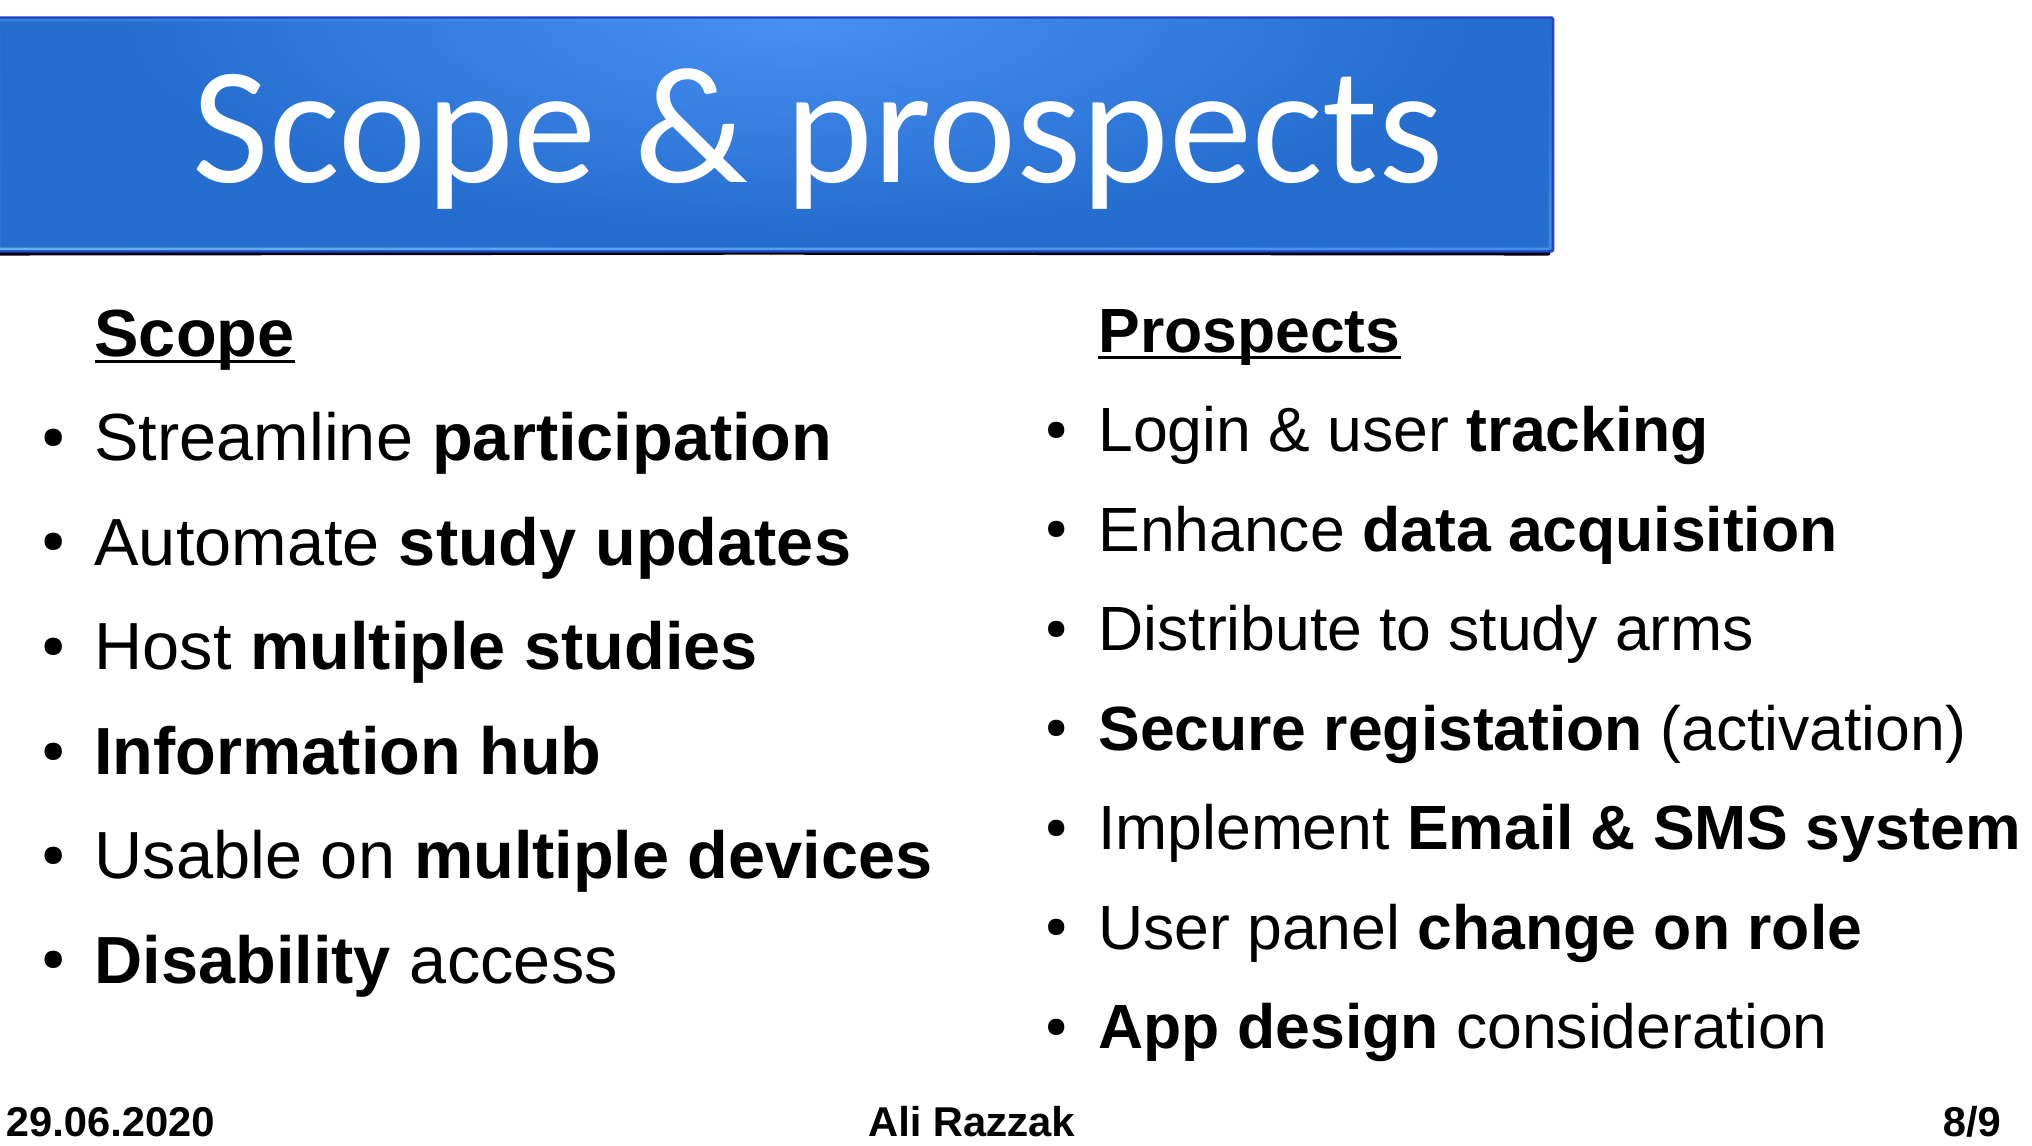 Scope & prospects
Scope
• Streamline participation
• Automate study updates
• Host multiple studies
• Information hub
• Usable on multiple devices
• Disability access
Prospects
• Login & user tracking
• Enhance data acquisition
• Distribute to study arms
• Secure registation (activation)
• Implement Email & SMS system
• User panel change on role
• App design consideration
29.06.2020
Ali Razzak
8/9